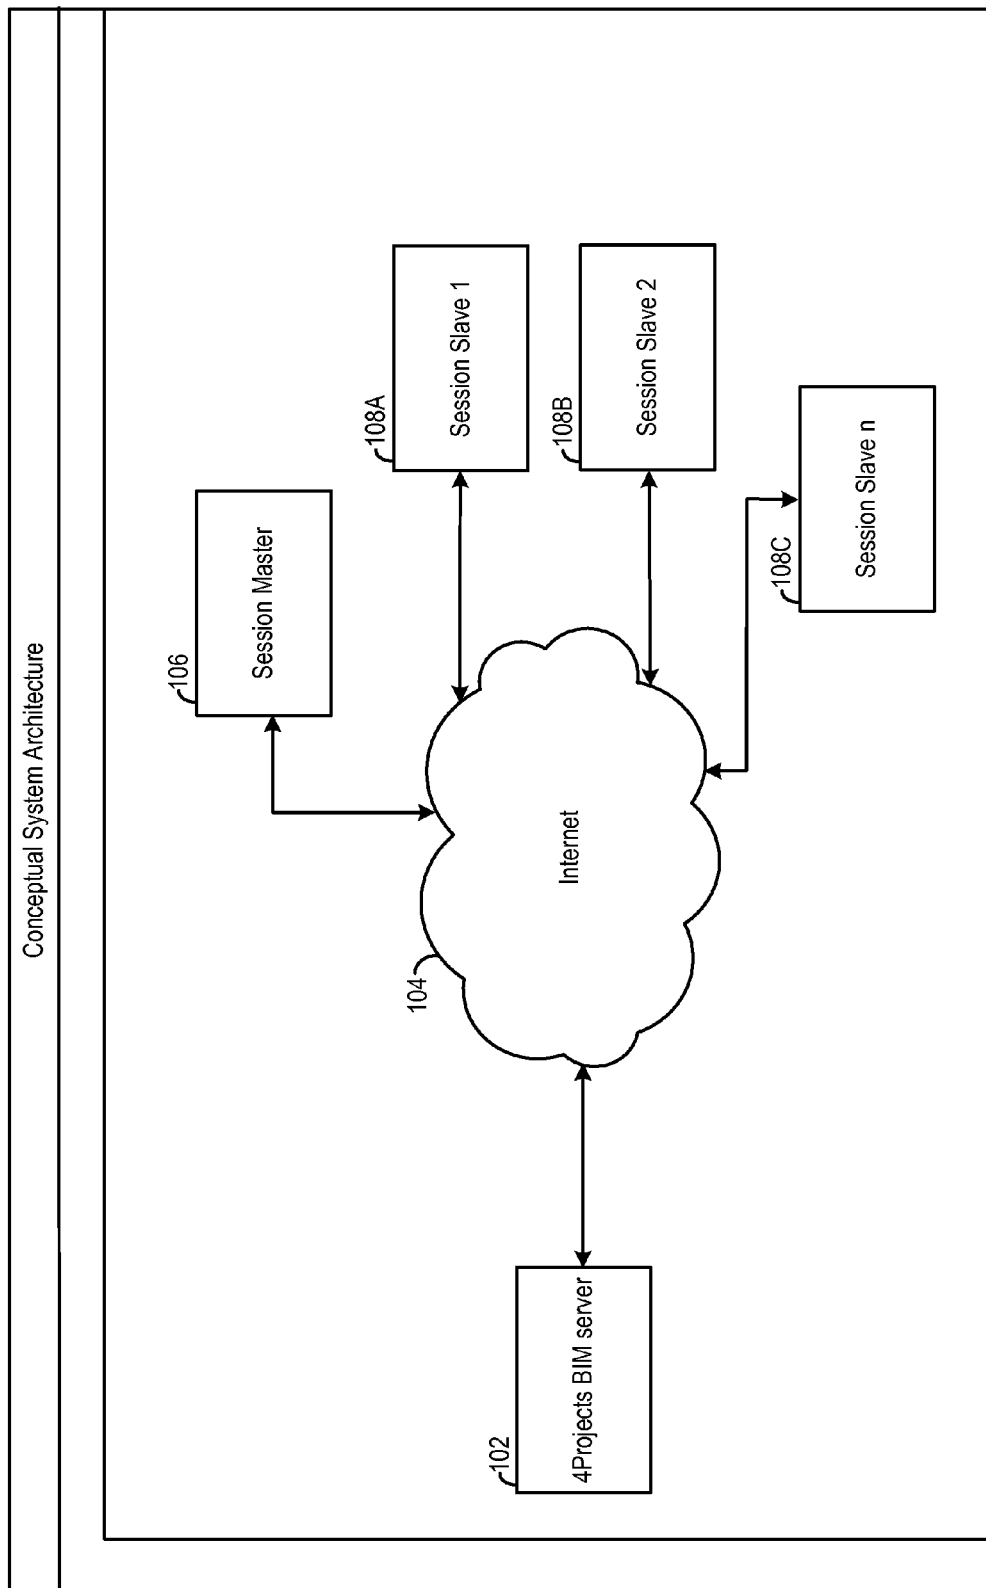 Conceptual System Architecture
102
4Projects BIM server
104
Internet
106
Session Master
108A
Session Slave 1
108B
Session Slave 2
108C
Session Slave n